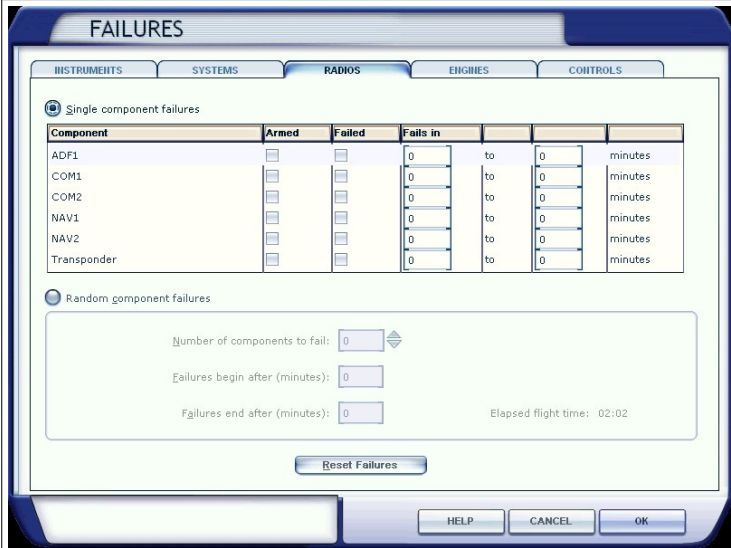 FAILURES
INSTRUMENTS SYSTEMS RADIOS ENGINES CONTROLS
Single component failures
Component Armed Failed Fails in
ADF1 0 to 0 minutes
COM1 0 to 0 minutes
COM2 0 to 0 minutes
NAV1 0 to 0 minutes
NAV2 0 to 0 minutes
Transponder 0 to 0 minutes
Random component failures
Number of components to fail: 0
Failures begin after (minutes): 0
Failures end after (minutes): 0 Elapsed flight time: 02:02
Reset Failures
HELP CANCEL OK